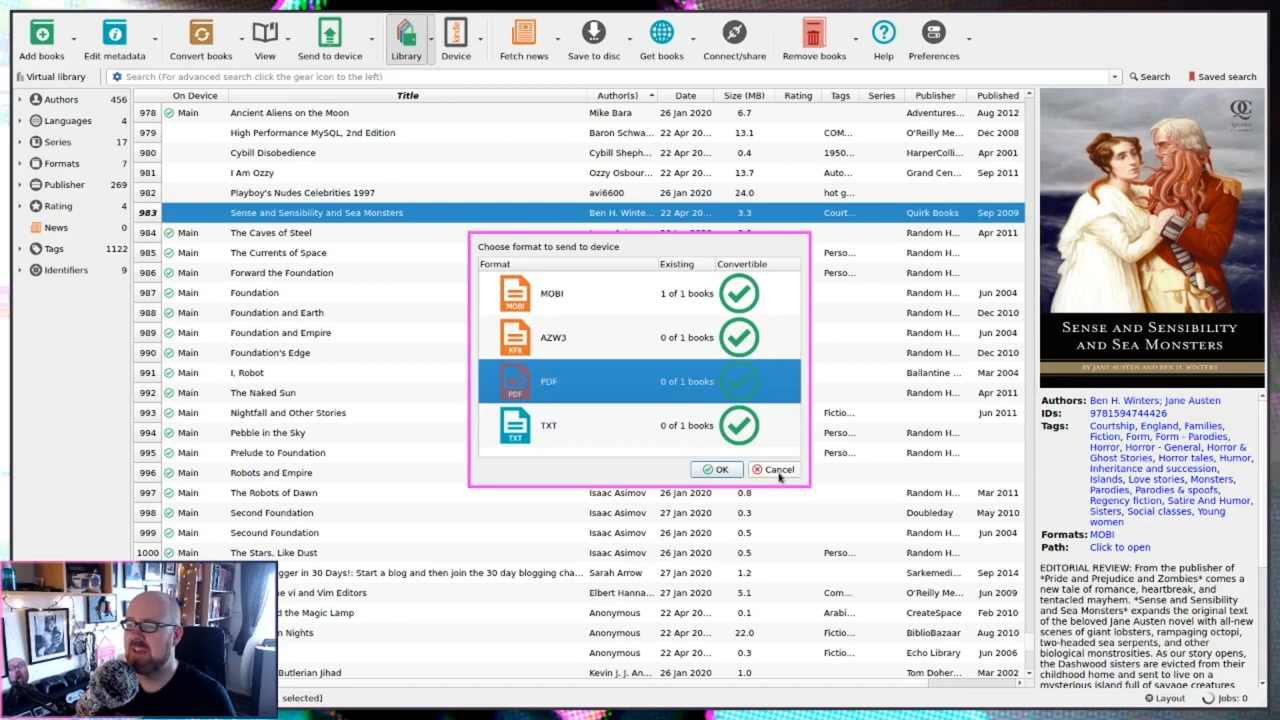 Add books
Edit metadata
Convert books
View
Send to device
Library
Device
Fetch news
Save to disc
Get books
Connect/share
Remove books
Help
Preferences
Virtual library
Search (For advanced search click the gear icon to the left)
Search
Saved search
Authors 456
Languages 4
Series 17
Formats 7
Publisher 269
Rating 4
News 0
Tags 1122
Identifiers 9
On Device Title Author(s) Date Size (MB) Rating Tags Series Publisher Published
978 Main Ancient Aliens on the Moon Mike Bara 26 Jan 2020 6.7 Adventures... Aug 2012
979 High Performance MySQL, 2nd Edition Baron Schwa... 22 Apr 20... 13.1 COM... O'Reilly Me... Dec 2008
980 Cybill Disobedience Cybill Sheph... 22 Apr 20... 0.4 1950... HarperColli... Apr 2001
981 I Am Ozzy Ozzy Osbour... 22 Apr 20... 13.7 Auto... Grand Cen... Sep 2011
982 Playboy's Nudes Celebrities 1997 avi6600 26 Jan 2020 24.0 hot g...
983 Sense and Sensibility and Sea Monsters Ben H. Winte... 22 Apr 20... 3.3 Court... Quirk Books Sep 2009
984 Main The Caves of Steel Random H... Apr 2011
985 Main The Currents of Space Perso... Random H...
986 Main Forward the Foundation Perso... Random H...
987 Main Foundation Random H... Jun 2004
988 Main Foundation and Earth Random H... Dec 2010
989 Main Foundation and Empire Random H... Jun 2004
990 Main Foundation's Edge Random H... Dec 2010
991 Main I, Robot Ballantine ... Mar 2004
992 Main The Naked Sun Random H... Apr 2011
993 Main Nightfall and Other Stories Fictio... Jun 2011
994 Main Pebble in the Sky Perso... Random H...
995 Main Prelude to Foundation Perso... Random H...
996 Main Robots and Empire Random H...
997 Main The Robots of Dawn Isaac Asimov 26 Jan 2020 0.8 Random H... Mar 2011
998 Main Second Foundation Isaac Asimov 27 Jan 2020 0.3 Doubleday May 2010
999 Main Secound Foundation Isaac Asimov 26 Jan 2020 0.5 Random H... Jun 2004
1000 Main The Stars, Like Dust Isaac Asimov 26 Jan 2020 0.5 Perso... Random H...
gger in 30 Days!: Start a blog and then join the 30 day blogging cha... Sarah Arrow 27 Jan 2020 1.2 Sarkemedi... Sep 2014
he vi and Vim Editors Elbert Hanna... 27 Jan 2020 5.1 Com... O'Reilly Me... Jun 2009
d the Magic Lamp Anonymous 22 Apr 20... 0.1 Arabi... CreateSpace Feb 2010
n Nights Anonymous 22 Apr 20... 22.0 Fictio... BiblioBazaar Aug 2010
Anonymous 22 Apr 20... 0.3 Fictio... Echo Library Jun 2006
Butlerian Jihad Kevin J. J. An... 26 Jan 2020 1.0 Tom Doher... Mar 2002
selected]
Choose format to send to device
Format Existing Convertible
MOBI MOBI 1 of 1 books
KF8 AZW3 0 of 1 books
PDF PDF 0 of 1 books
TXT TXT 0 of 1 books
OK Cancel
QC
QUIRK
CLASSICS
SENSE AND SENSIBILITY
AND SEA MONSTERS
BY JANE AUSTEN AND BEN H. WINTERS
Authors: Ben H. Winters; Jane Austen
IDs: 9781594744426
Tags: Courtship, England, Families,
Fiction, Form, Form - Parodies,
Horror, Horror - General, Horror &
Ghost Stories, Horror tales, Humor,
Inheritance and succession,
Islands, Love stories, Monsters,
Parodies, Parodies & spoofs,
Regency fiction, Satire And Humor,
Sisters, Social classes, Young
women
Formats: MOBI
Path: Click to open
EDITORIAL REVIEW: From the publisher of
*Pride and Prejudice and Zombies* comes a
new tale of romance, heartbreak, and
tentacled mayhem. *Sense and Sensibility
and Sea Monsters* expands the original text
of the beloved Jane Austen novel with all-new
scenes of giant lobsters, rampaging octopi,
two-headed sea serpents, and other
biological monstrosities. As our story opens,
the Dashwood sisters are evicted from their
childhood home and sent to live on a
mysterious island full of savage creatures
Layout
Jobs: 0